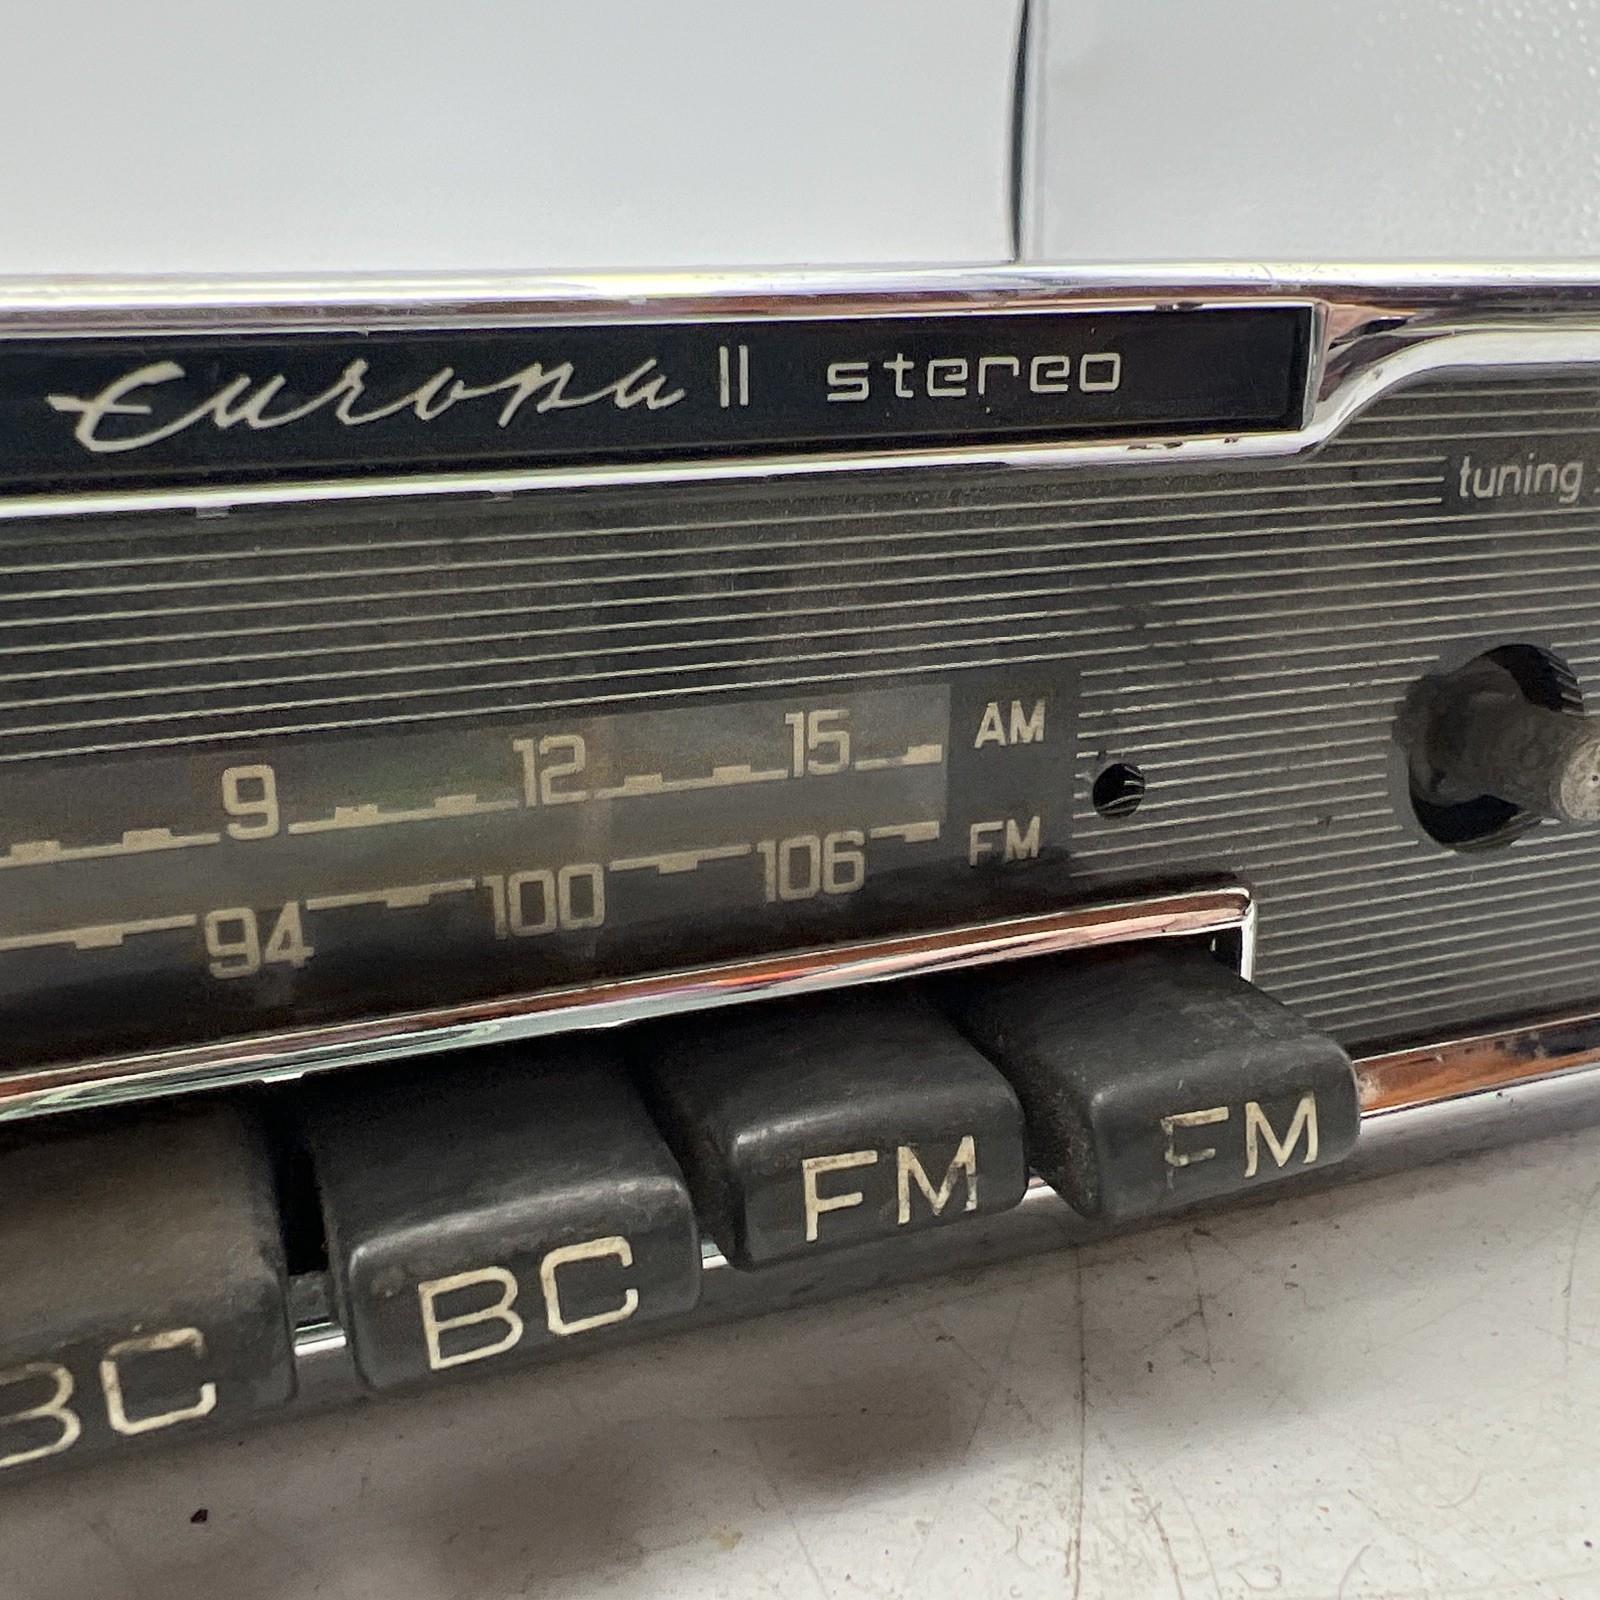 Europa II stereo
tuning
9 12 15 AM
94 100 106 FM
BC BC FM FM